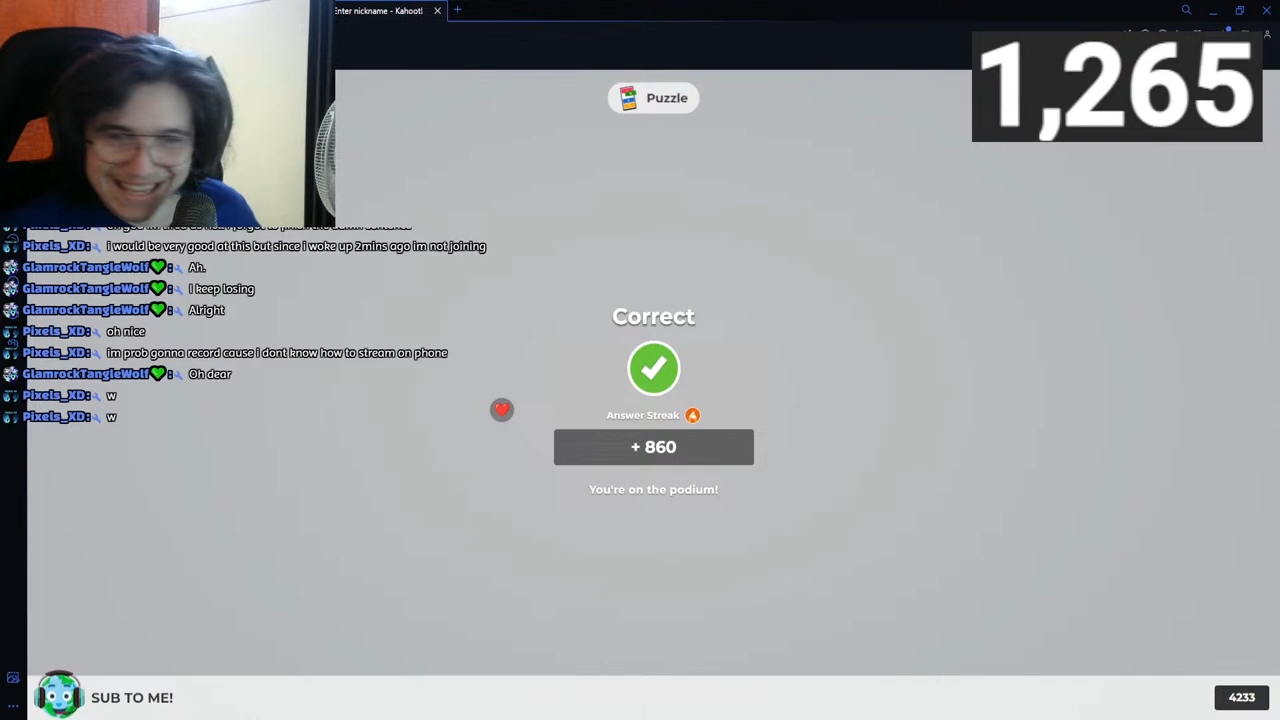 Enter nickname - Kahoot!
1,265
Puzzle
Pixels_XD:
Pixels_XD: i would be very good at this but since i woke up 2mins ago im not joining
GlamrockTangleWolf💚: Ah.
GlamrockTangleWolf💚: I keep losing
GlamrockTangleWolf💚: Alright
Pixels_XD: oh nice
Pixels_XD: im prob gonna record cause i dont know how to stream on phone
GlamrockTangleWolf💚: Oh dear
Pixels_XD: w
Pixels_XD: w
Correct
Answer Streak 4
+ 860
You're on the podium!
SUB TO ME!
4233